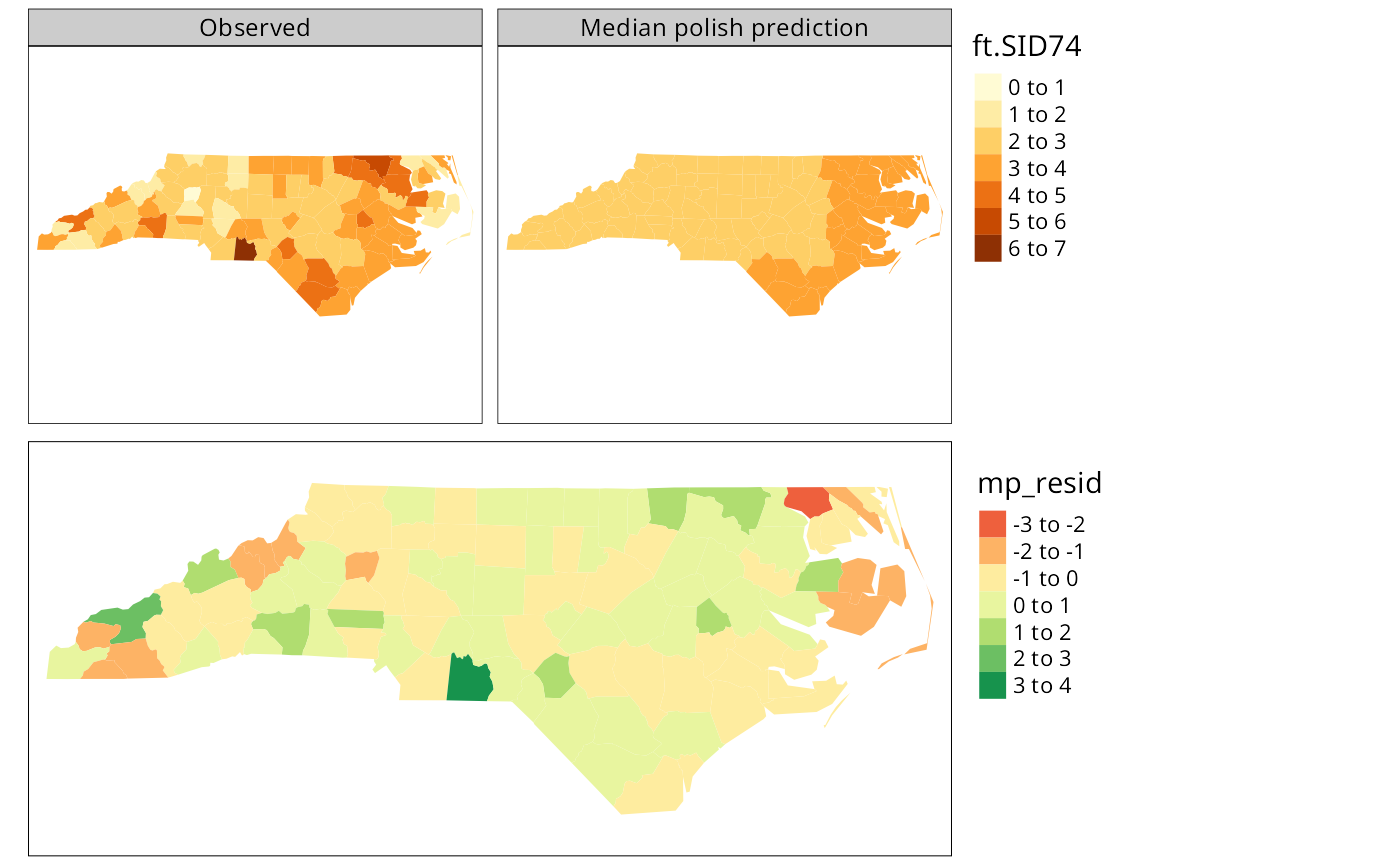 Observed
Median polish prediction
ft.SID74
0 to 1
1 to 2
2 to 3
3 to 4
4 to 5
5 to 6
6 to 7
mp_resid
-3 to -2
-2 to -1
-1 to 0
0 to 1
1 to 2
2 to 3
3 to 4